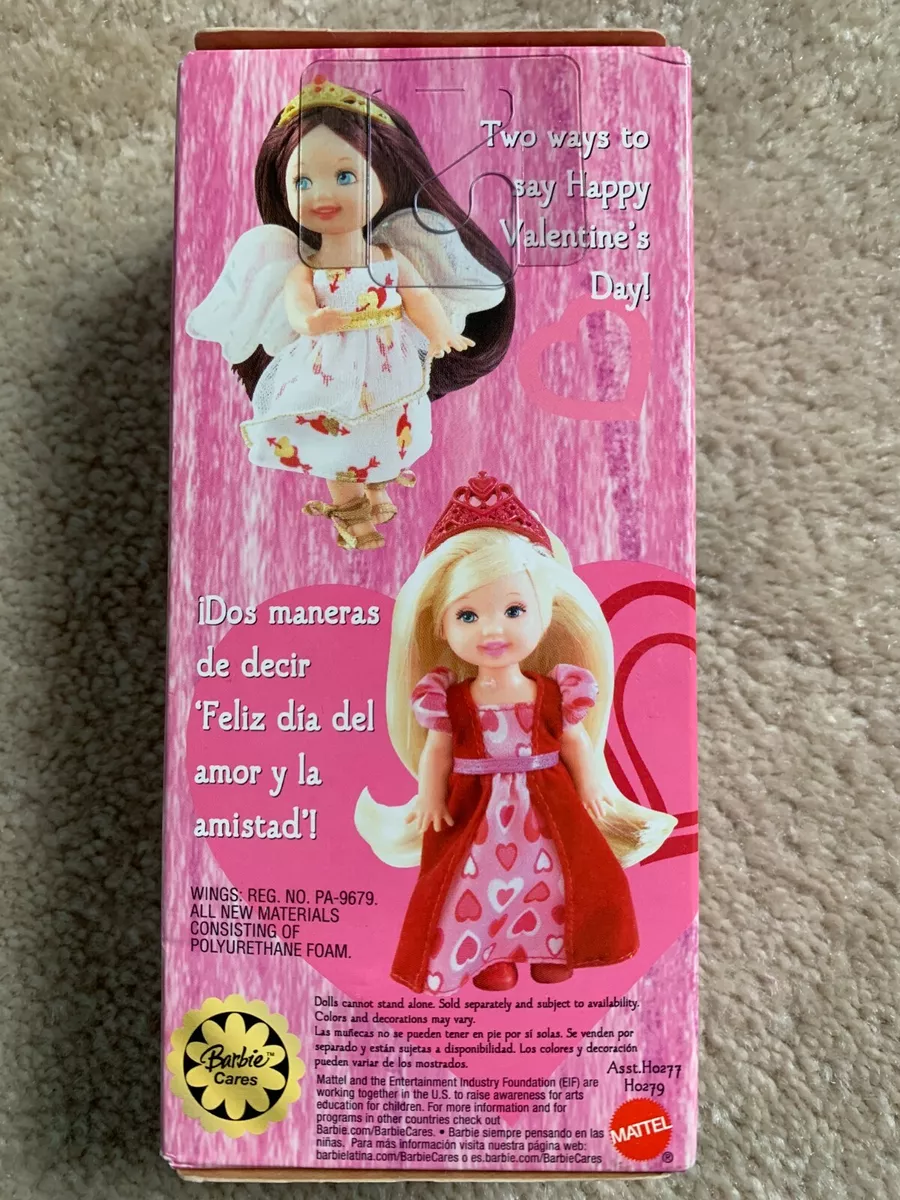 Two ways to
say Happy
Valentine's
Day!
¡Dos maneras
de decir
'Feliz día del
amor y la
amistad'!
WINGS: REG. NO. PA-9679.
ALL NEW MATERIALS
CONSISTING OF
POLYURETHANE FOAM.
Dolls cannot stand alone. Sold separately and subject to availability.
Colors and decorations may vary.
Las muñecas no se pueden tener en pie por sí solas. Se venden por
separado y están sujetas a disponibilidad. Los colores y decoración
pueden variar de los mostrados.
Asst.H0277
H0279
Barbie™
Cares
Mattel and the Entertainment Industry Foundation (EIF) are
working together in the U.S. to raise awareness for arts
education for children. For more information and for
programs in other countries check out
Barbie.com/BarbieCares. • Barbie siempre pensando en las
niñas. Para más información visita nuestra página web:
barbielatina.com/BarbieCares o es.barbie.com/BarbieCares
MATTEL
®